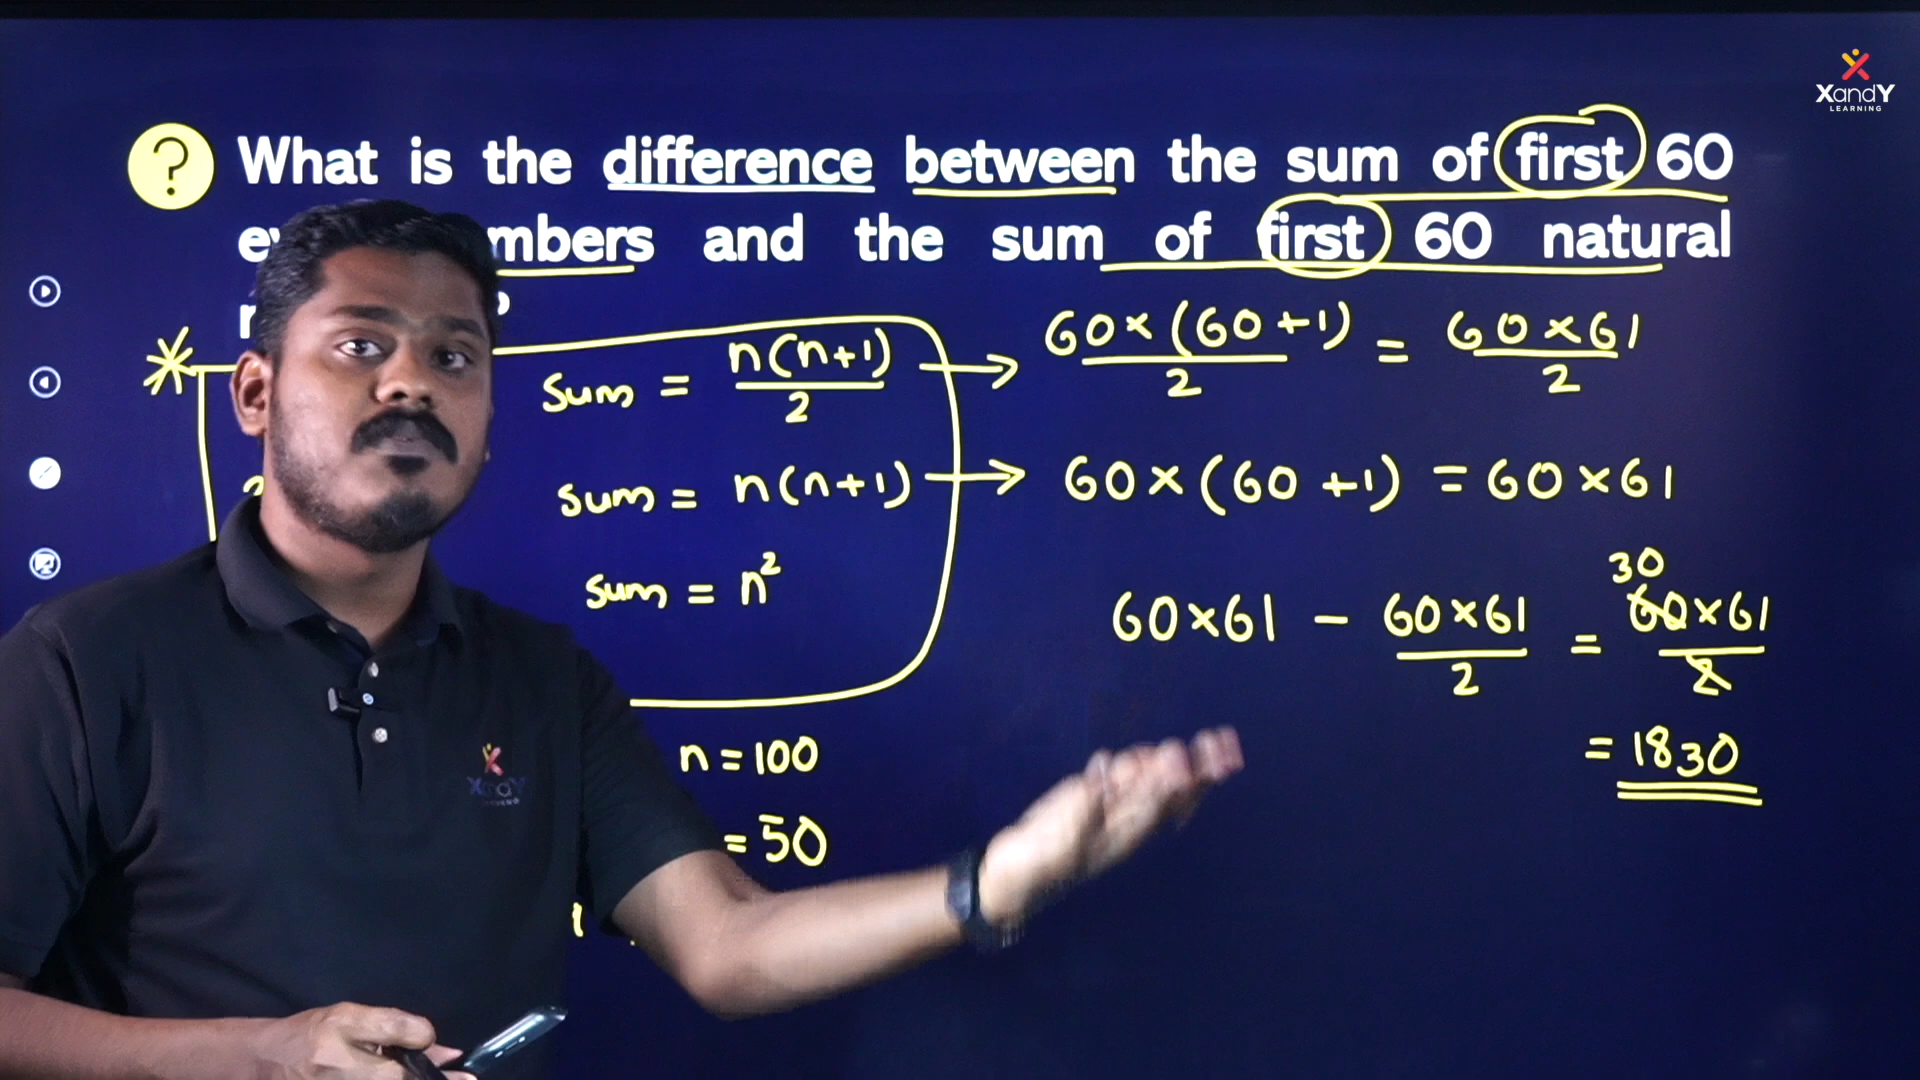 XandY
LEARNING
? What is the difference between the sum of first 60
mbers and the sum of first 60 natural
sum = n(n+1)/2 → 60×(60+1)/2 = 60×61/2
sum = n(n+1) → 60×(60+1) = 60×61
sum = n²
60×61 - 60×61/2 = 60×61/2
30
= 1830
n = 100
= 50